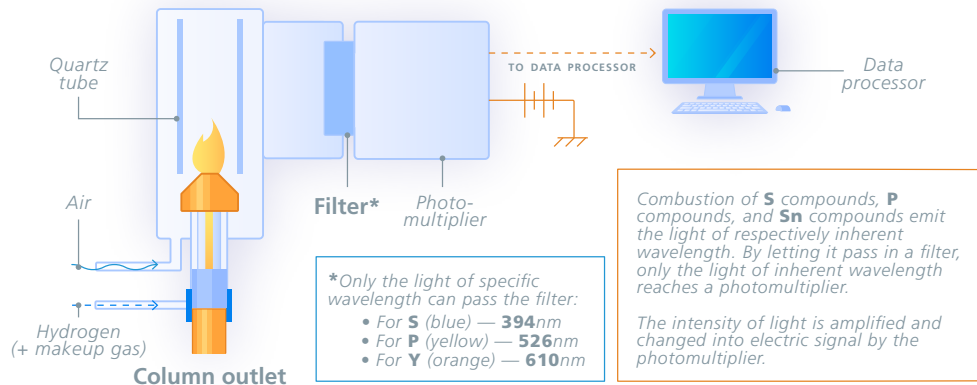 Quartz
tube
TO DATA PROCESSOR
Data
processor
Air
Filter*
Photo-
multiplier
Hydrogen
(+ makeup gas)
Column outlet
*Only the light of specific
wavelength can pass the filter:
• For S (blue) — 394nm
• For P (yellow) — 526nm
• For Y (orange) — 610nm
Combustion of S compounds, P
compounds, and Sn compounds emit
the light of respectively inherent
wavelength. By letting it pass in a filter,
only the light of inherent wavelength
reaches a photomultiplier.
The intensity of light is amplified and
changed into electric signal by the
photomultiplier.